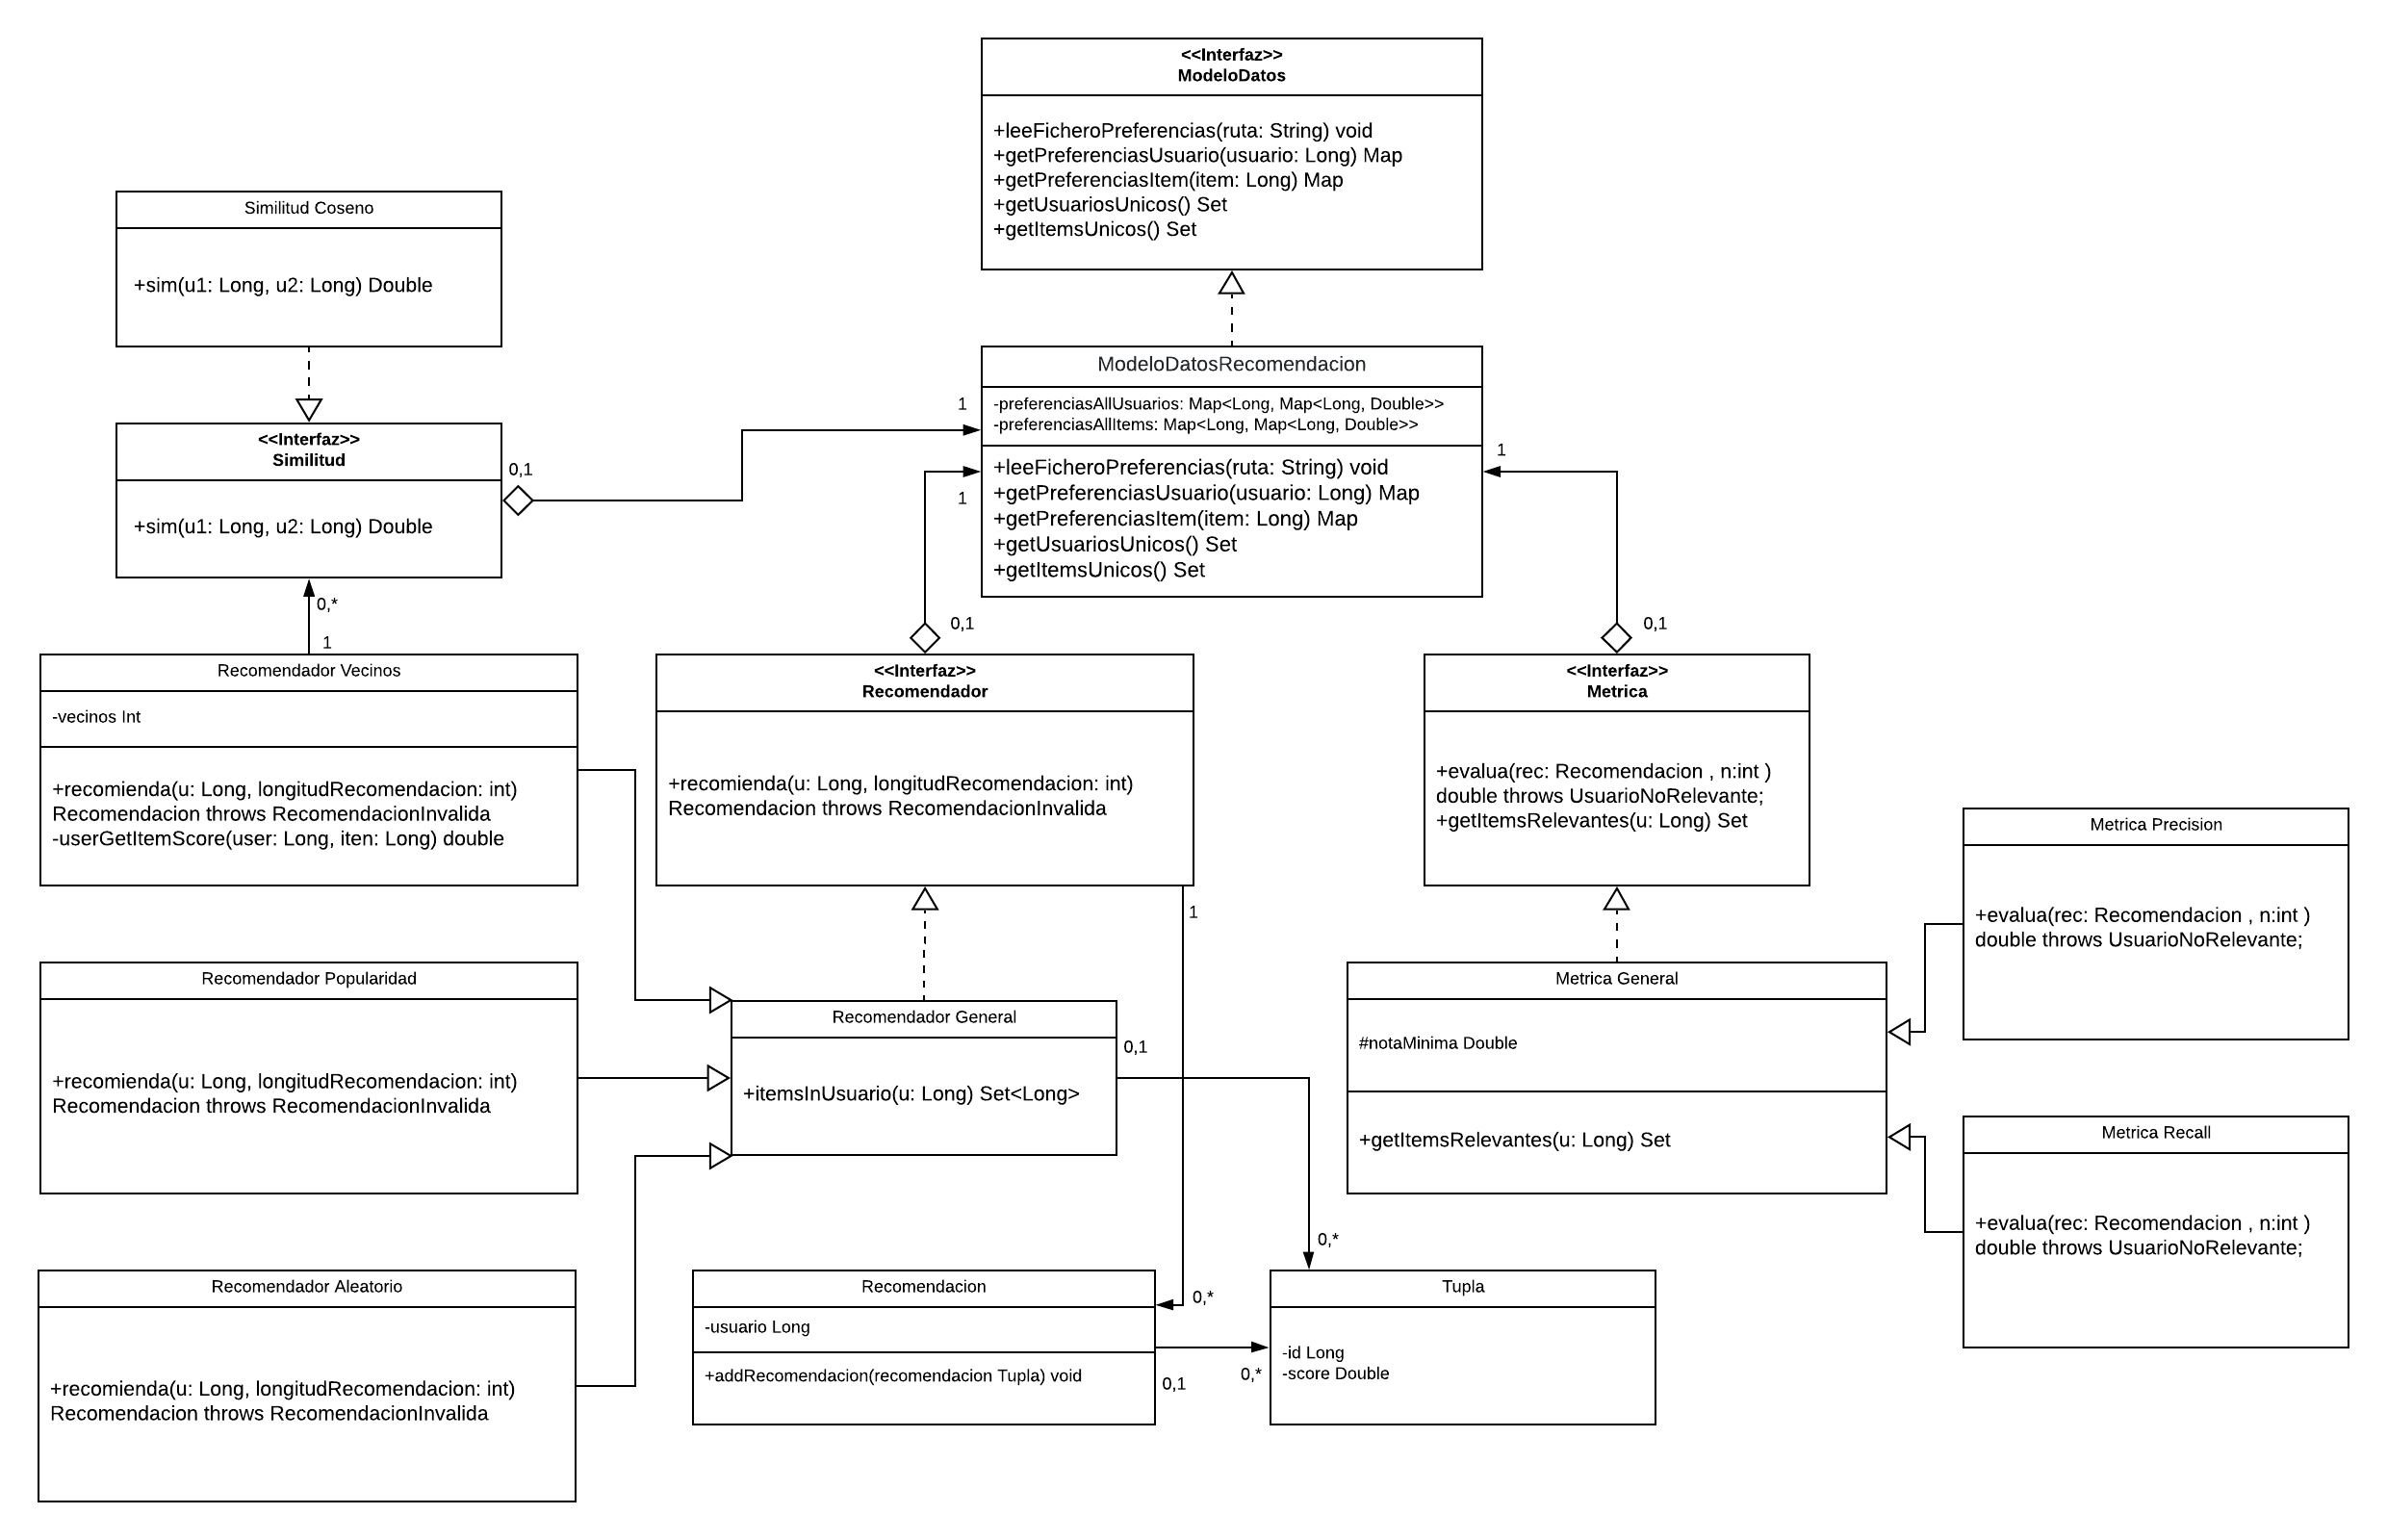 <<Interfaz>>
ModeloDatos
+leeFicheroPreferencias(ruta: String) void
+getPreferenciasUsuario(usuario: Long) Map
+getPreferenciasItem(item: Long) Map
+getUsuariosUnicos() Set
+getItemsUnicos() Set
Similitud Coseno
+sim(u1: Long, u2: Long) Double
<<Interfaz>>
Similitud
+sim(u1: Long, u2: Long) Double
0,1
1
ModeloDatosRecomendacion
-preferenciasAllUsuarios: Map<Long, Map<Long, Double>>
-preferenciasAllItems: Map<Long, Map<Long, Double>>
+leeFicheroPreferencias(ruta: String) void
+getPreferenciasUsuario(usuario: Long) Map
+getPreferenciasItem(item: Long) Map
+getUsuariosUnicos() Set
+getItemsUnicos() Set
1
1
0,*
1
0,1
0,1
Recomendador Vecinos
-vecinos Int
+recomienda(u: Long, longitudRecomendacion: int)
Recomendacion throws RecomendacionInvalida
-userGetItemScore(user: Long, iten: Long) double
<<Interfaz>>
Recomendador
+recomienda(u: Long, longitudRecomendacion: int)
Recomendacion throws RecomendacionInvalida
<<Interfaz>>
Metrica
+evalua(rec: Recomendacion , n:int )
double throws UsuarioNoRelevante;
+getItemsRelevantes(u: Long) Set
Metrica Precision
+evalua(rec: Recomendacion , n:int )
double throws UsuarioNoRelevante;
1
Recomendador Popularidad
+recomienda(u: Long, longitudRecomendacion: int)
Recomendacion throws RecomendacionInvalida
Recomendador General
+itemsInUsuario(u: Long) Set<Long>
0,1
Metrica General
#notaMinima Double
+getItemsRelevantes(u: Long) Set
Metrica Recall
+evalua(rec: Recomendacion , n:int )
double throws UsuarioNoRelevante;
Recomendador Aleatorio
+recomienda(u: Long, longitudRecomendacion: int)
Recomendacion throws RecomendacionInvalida
Recomendacion
-usuario Long
+addRecomendacion(recomendacion Tupla) void
0,*
0,*
0,1
0,*
Tupla
-id Long
-score Double